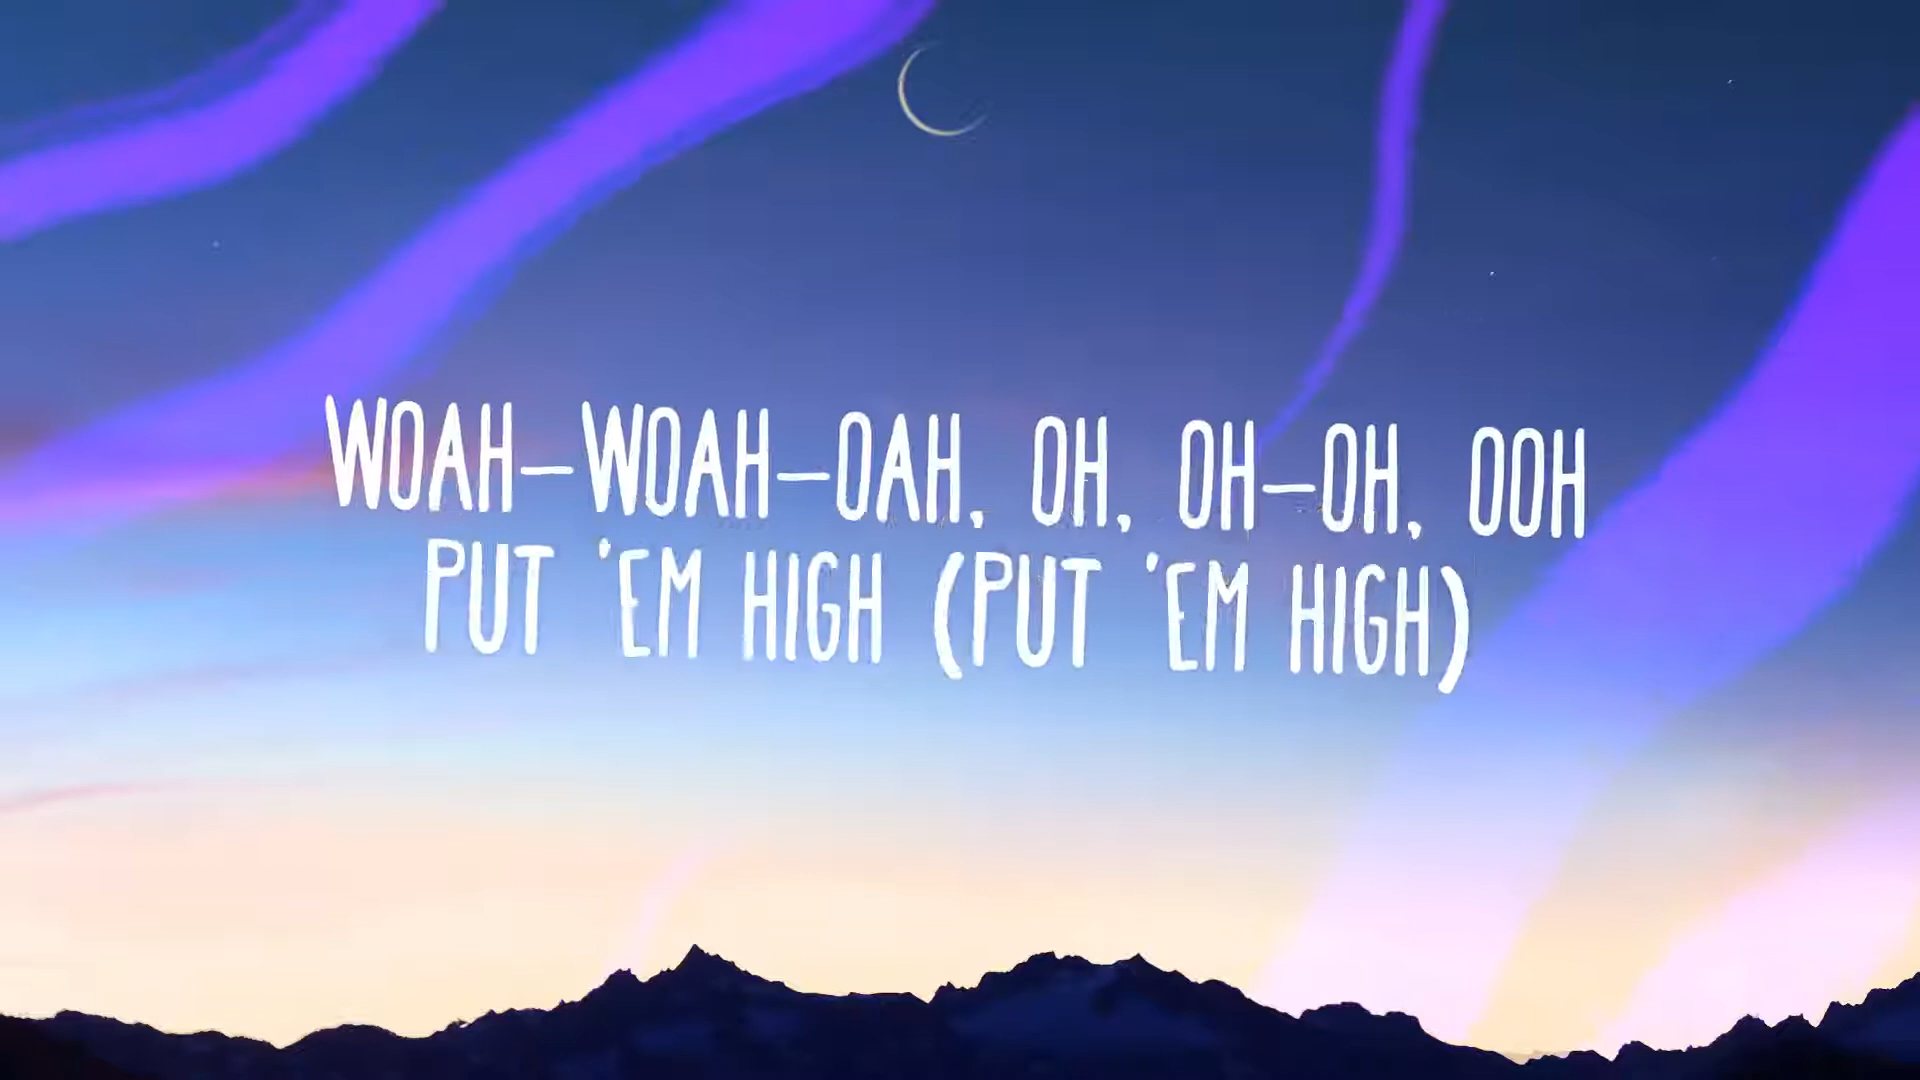 WOAH–WOAH–OAH, OH, OH–OH, OOH
PUT 'EM HIGH (PUT 'EM HIGH)